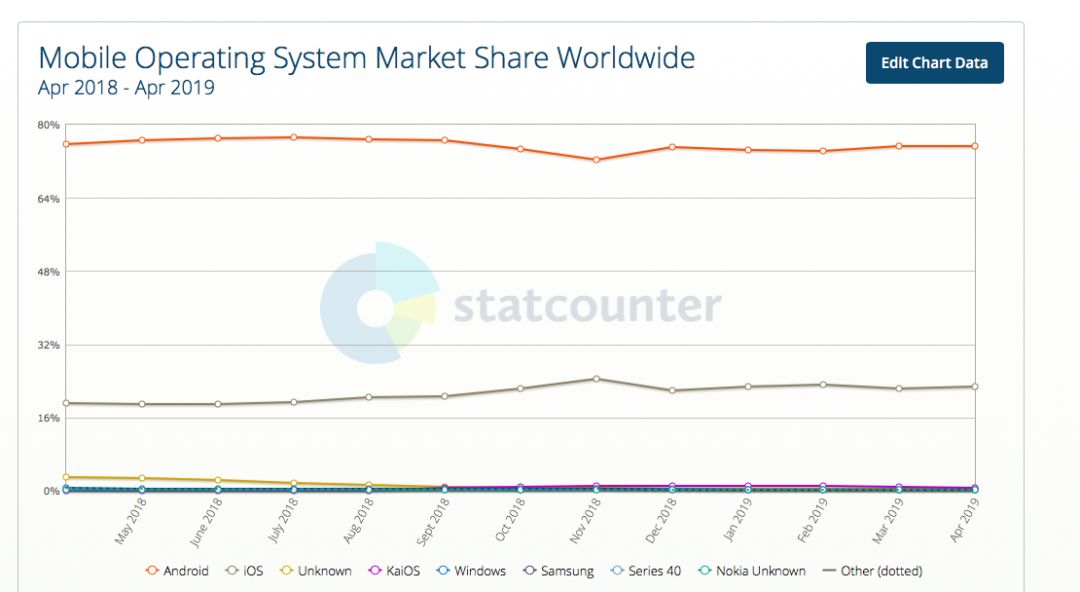 Mobile Operating System Market Share Worldwide
Apr 2018 - Apr 2019
Edit Chart Data
80%
64%
48%
32%
16%
0%
statcounter
May 2018
June 2018
July 2018
Aug 2018
Sept 2018
Oct 2018
Nov 2018
Dec 2018
Jan 2019
Feb 2019
Mar 2019
Apr 2019
Android iOS Unknown KaiOS Windows Samsung Series 40 Nokia Unknown Other (dotted)